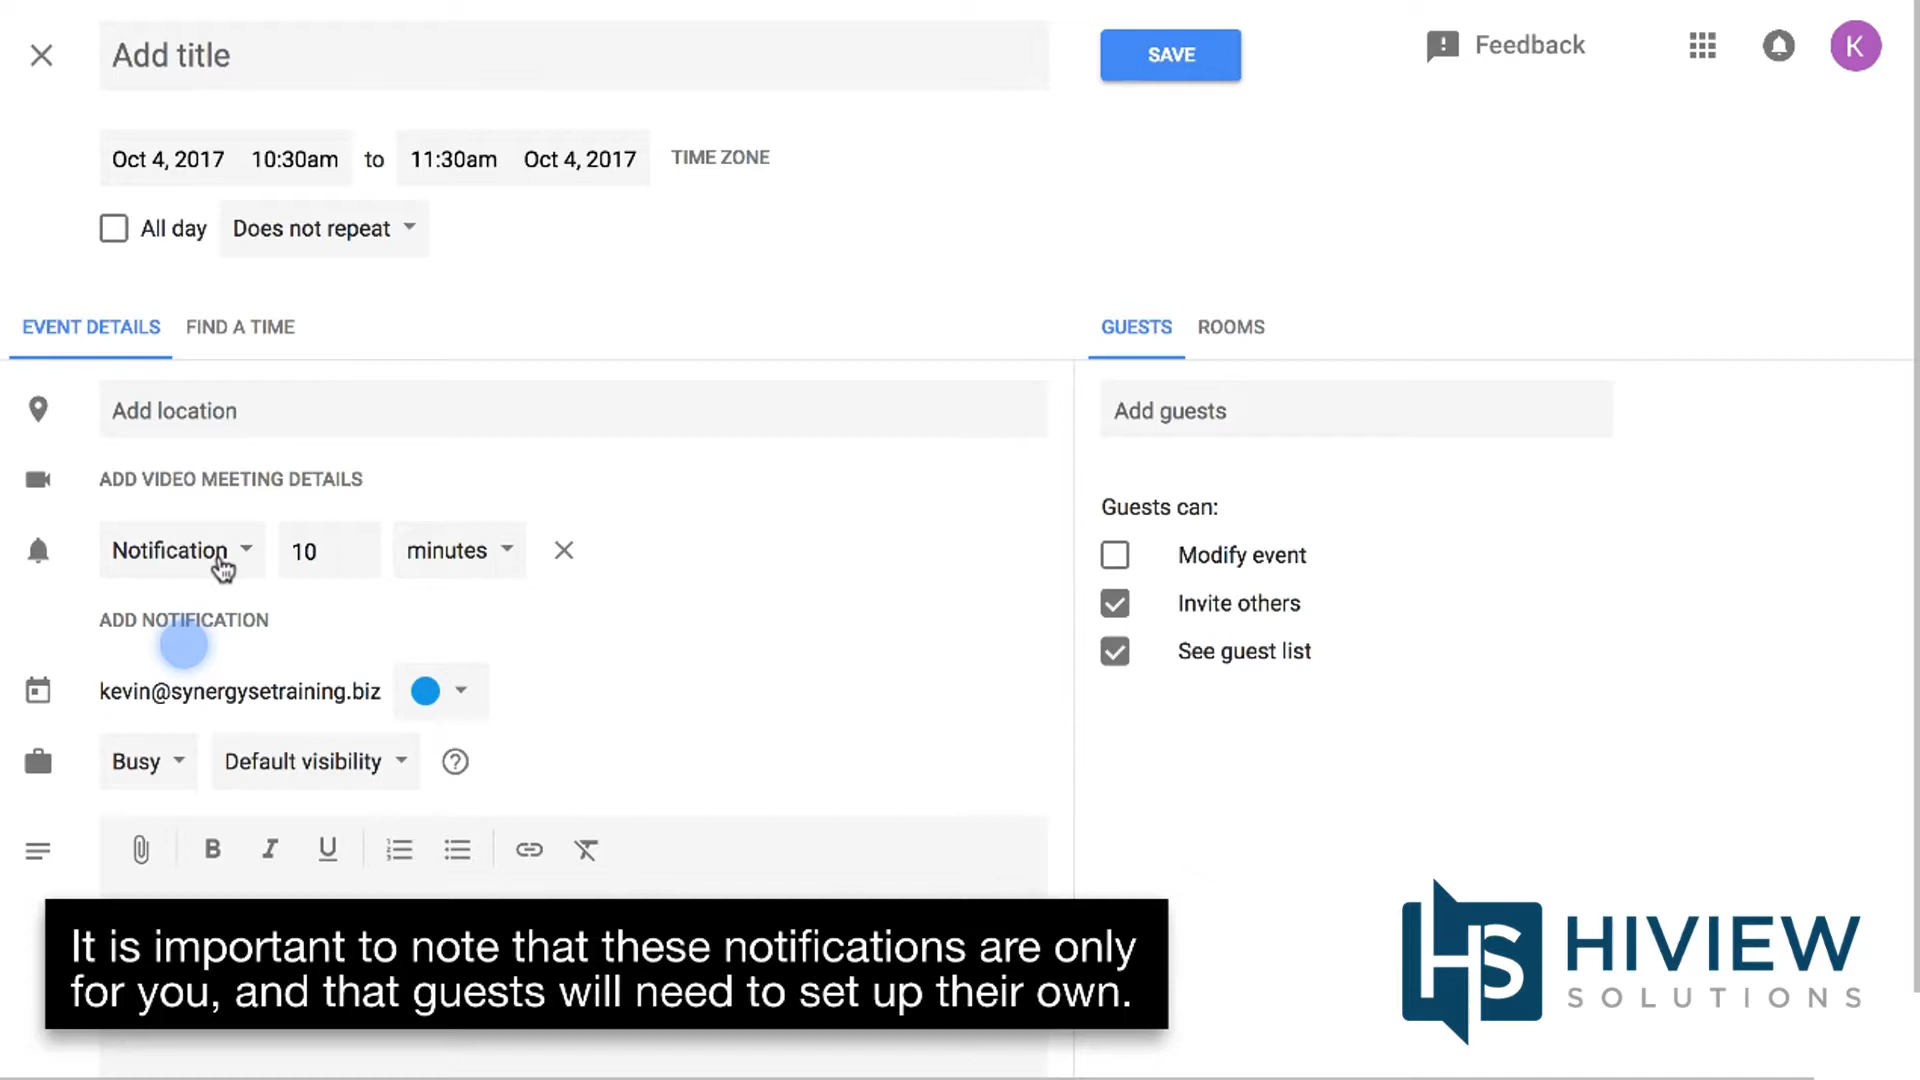 Add title
SAVE
Feedback
K
Oct 4, 2017 10:30am to 11:30am Oct 4, 2017 TIME ZONE
All day Does not repeat
EVENT DETAILS FIND A TIME
GUESTS ROOMS
Add location
Add guests
ADD VIDEO MEETING DETAILS
Guests can:
Notification 10 minutes
Modify event
Invite others
ADD NOTIFICATION
See guest list
kevin@synergysetraining.biz
Busy Default visibility
B I U
It is important to note that these notifications are only
for you, and that guests will need to set up their own.
HS
HIVIEW
SOLUTIONS